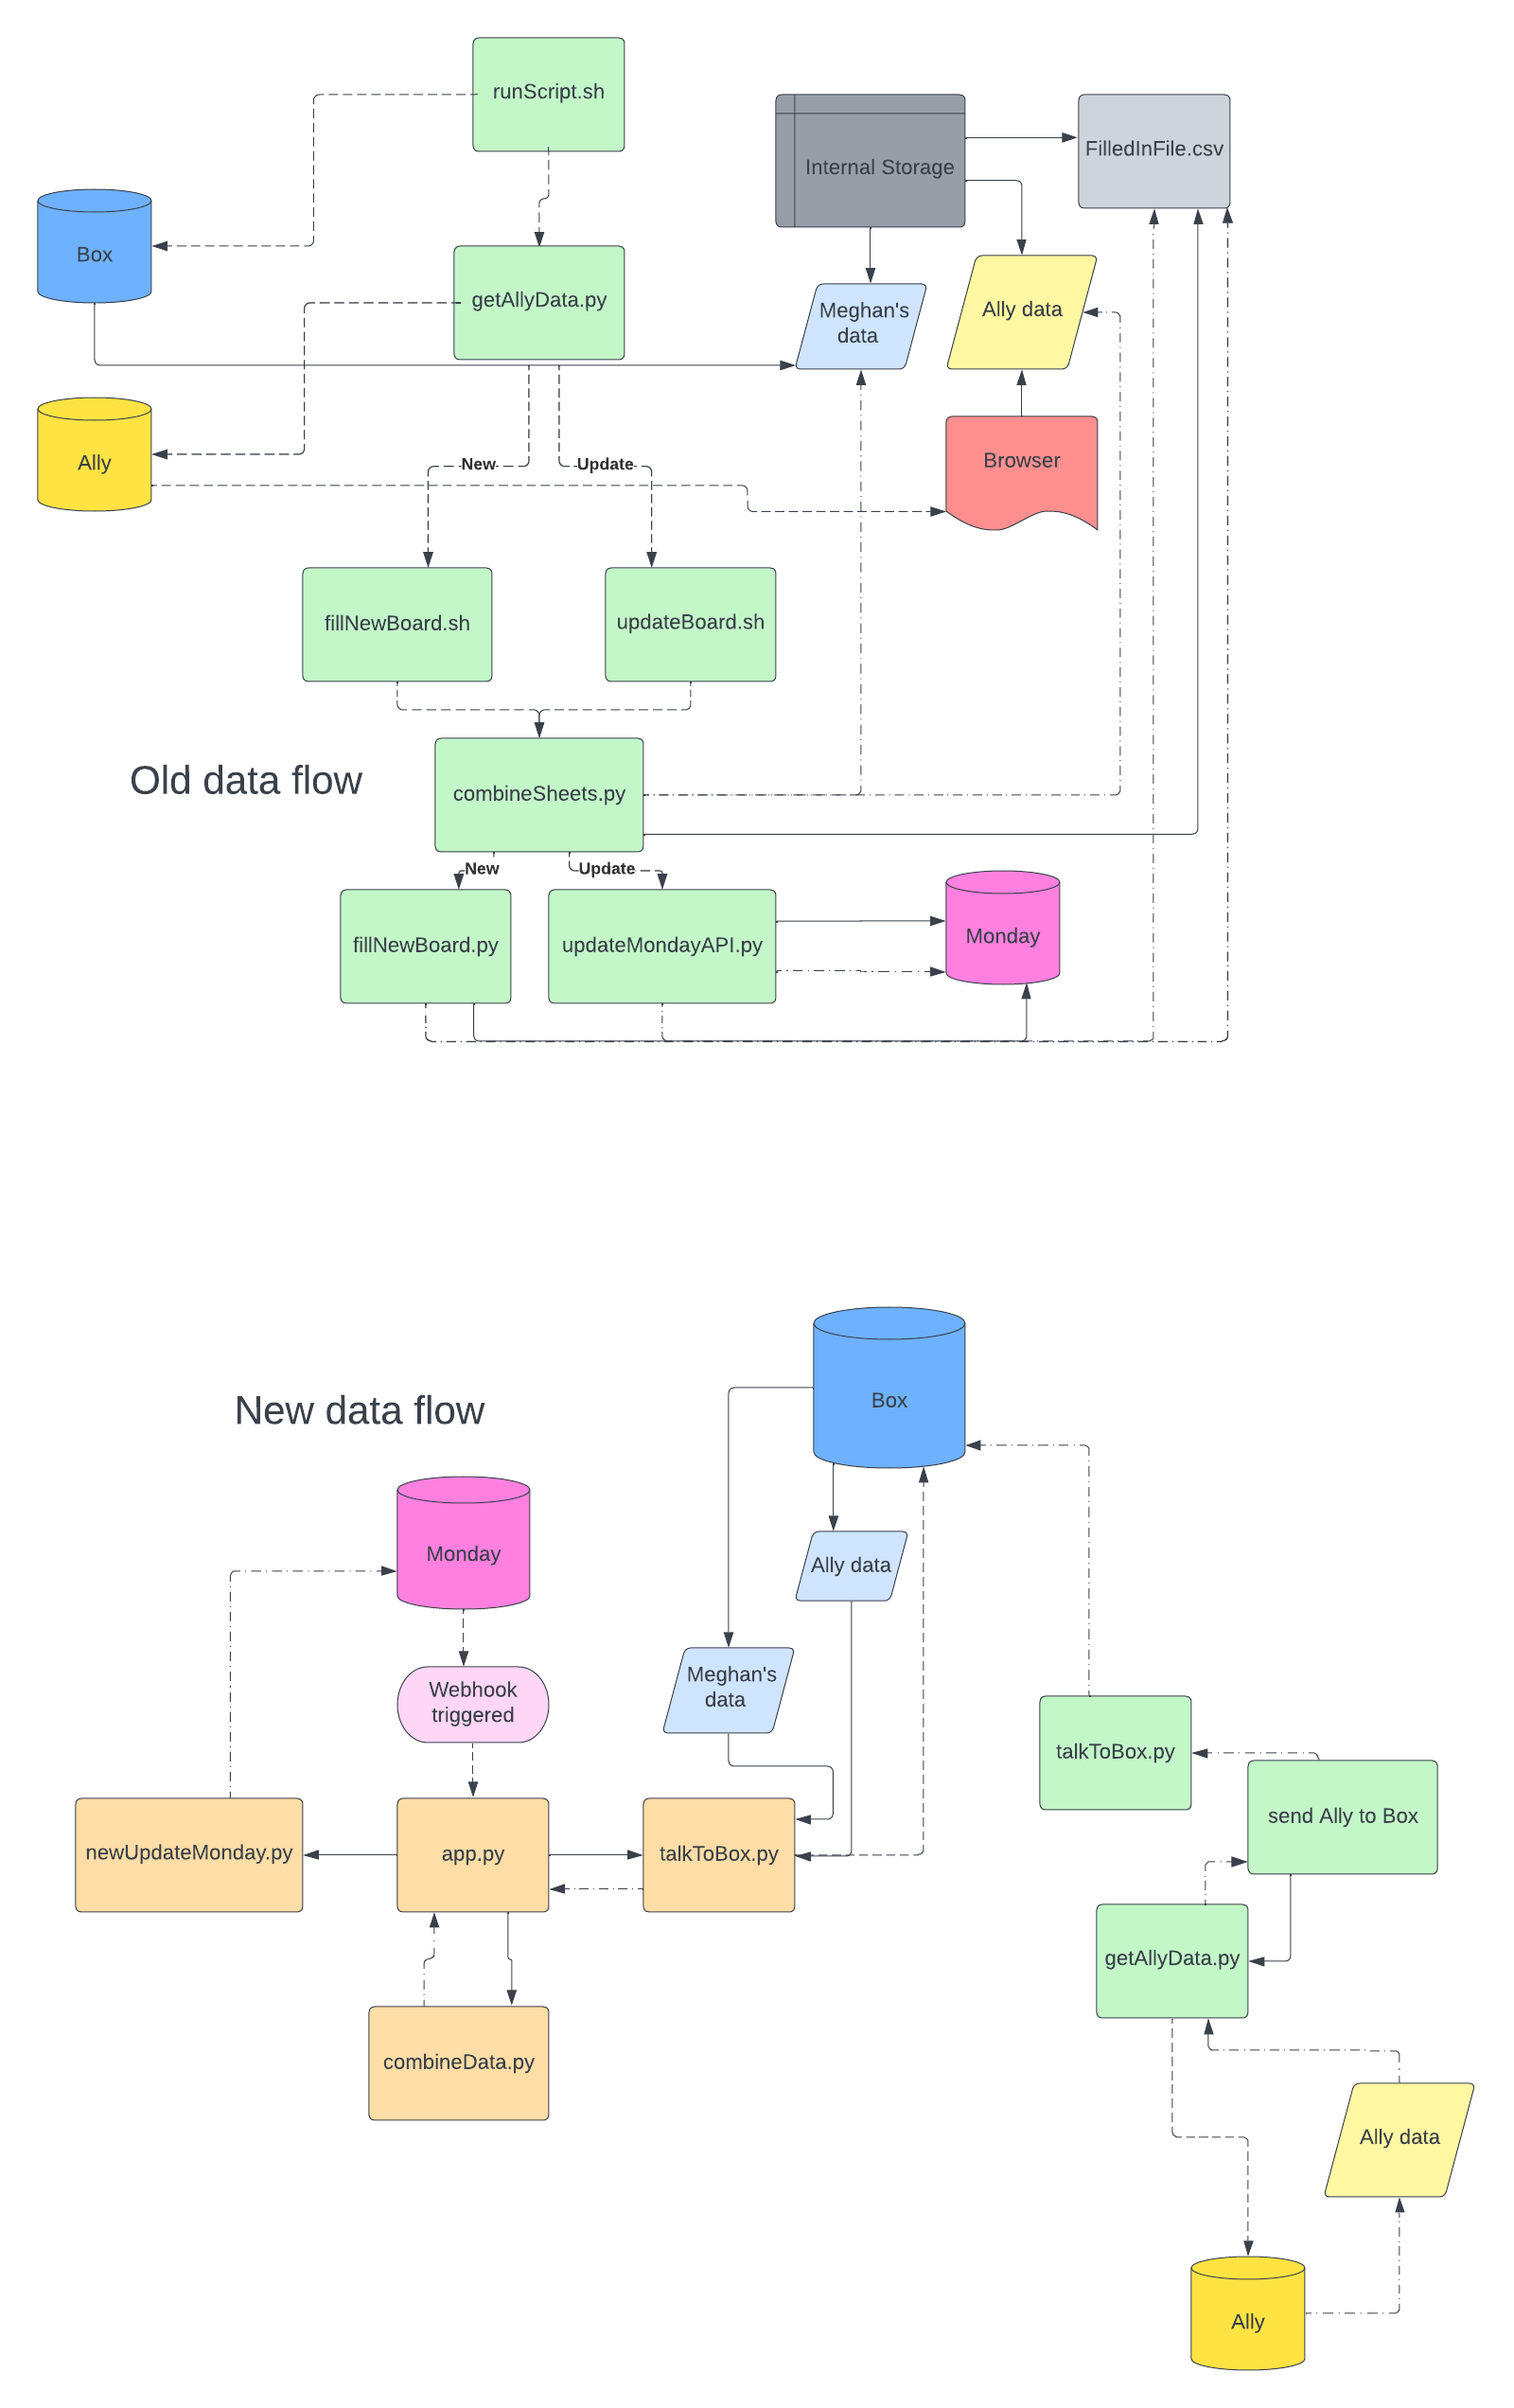 runScript.sh
Internal Storage
FilledInFile.csv
Box
getAllyData.py
Meghan's
data
Ally data
Ally
New
Update
Browser
fillNewBoard.sh
updateBoard.sh
Old data flow
combineSheets.py
New
Update
fillNewBoard.py
updateMondayAPI.py
Monday
New data flow
Box
Monday
Ally data
Webhook
triggered
Meghan's
data
talkToBox.py
send Ally to Box
newUpdateMonday.py
app.py
talkToBox.py
getAllyData.py
combineData.py
Ally data
Ally